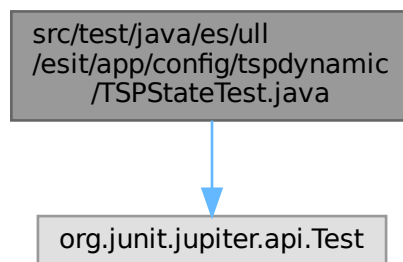 src/test/java/es/ull
/esit/app/config/tspdynamic
/TSPStateTest.java
org.junit.jupiter.api.Test